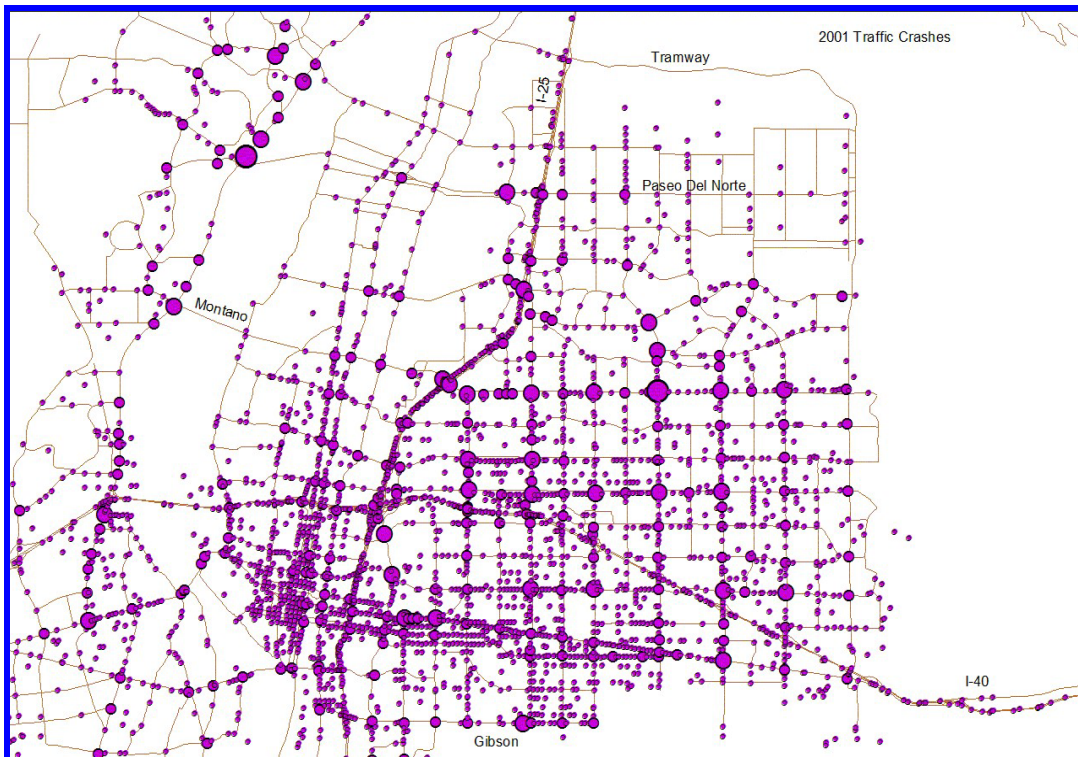 2001 Traffic Crashes
Tramway
I-25
Paseo Del Norte
Montano
I-40
Gibson